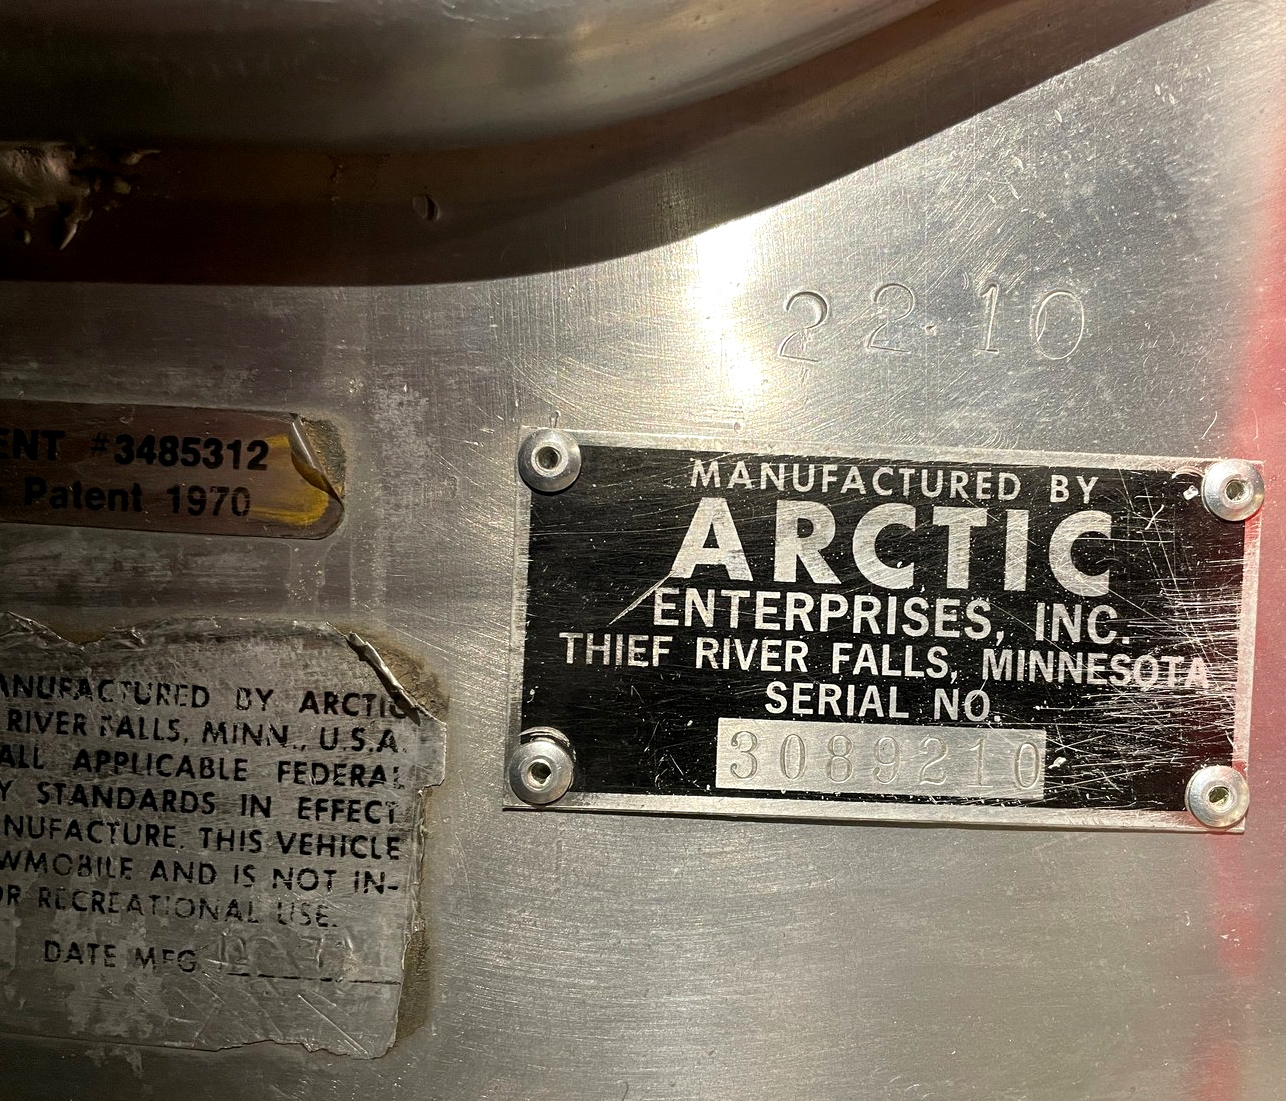 2210
ENT #3485312
Patent 1970
MANUFACTURED BY
ARCTIC
ENTERPRISES, INC.
THIEF RIVER FALLS, MINNESOTA
SERIAL NO.
3089210
ANUFACTURED BY ARCTIC
RIVER FALLS, MINN., U.S.A.
ALL APPLICABLE FEDERAL
Y STANDARDS IN EFFECT
NUFACTURE. THIS VEHICLE
WMOBILE AND IS NOT IN-
OR RECREATIONAL USE.
DATE MFG